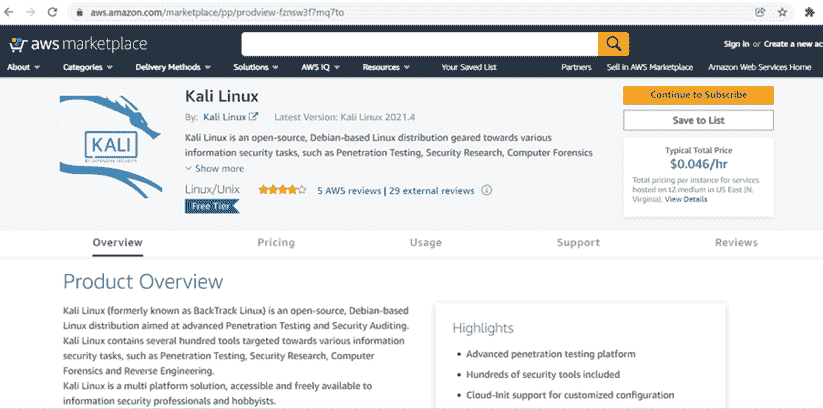 aws.amazon.com/marketplace/pp/prodview-fznsw3f7mq7to
aws marketplace
Sign in or Create a new ac
About Categories Delivery Methods Solutions AWS IQ Resources Your Saved List Partners Sell in AWS Marketplace Amazon Web Services Home
KALI
BY OFFENSIVE SECURITY
Kali Linux
By: Kali Linux Latest Version: Kali Linux 2021.4
Kali Linux is an open-source, Debian-based Linux distribution geared towards various
information security tasks, such as Penetration Testing, Security Research, Computer Forensics
Show more
Linux/Unix 5 AWS reviews | 29 external reviews
Free Tier
Continue to Subscribe
Save to List
Typical Total Price
$0.046/hr
Total pricing per instance for services
hosted on t2.medium in US East (N.
Virginia). View Details
Overview Pricing Usage Support Reviews
Product Overview
Kali Linux (formerly known as BackTrack Linux) is an open-source, Debian-based
Linux distribution aimed at advanced Penetration Testing and Security Auditing.
Kali Linux contains several hundred tools targeted towards various information
security tasks, such as Penetration Testing, Security Research, Computer
Forensics and Reverse Engineering.
Kali Linux is a multi platform solution, accessible and freely available to
information security professionals and hobbyists.
Highlights
• Advanced penetration testing platform
• Hundreds of security tools included
• Cloud-Init support for customized configuration